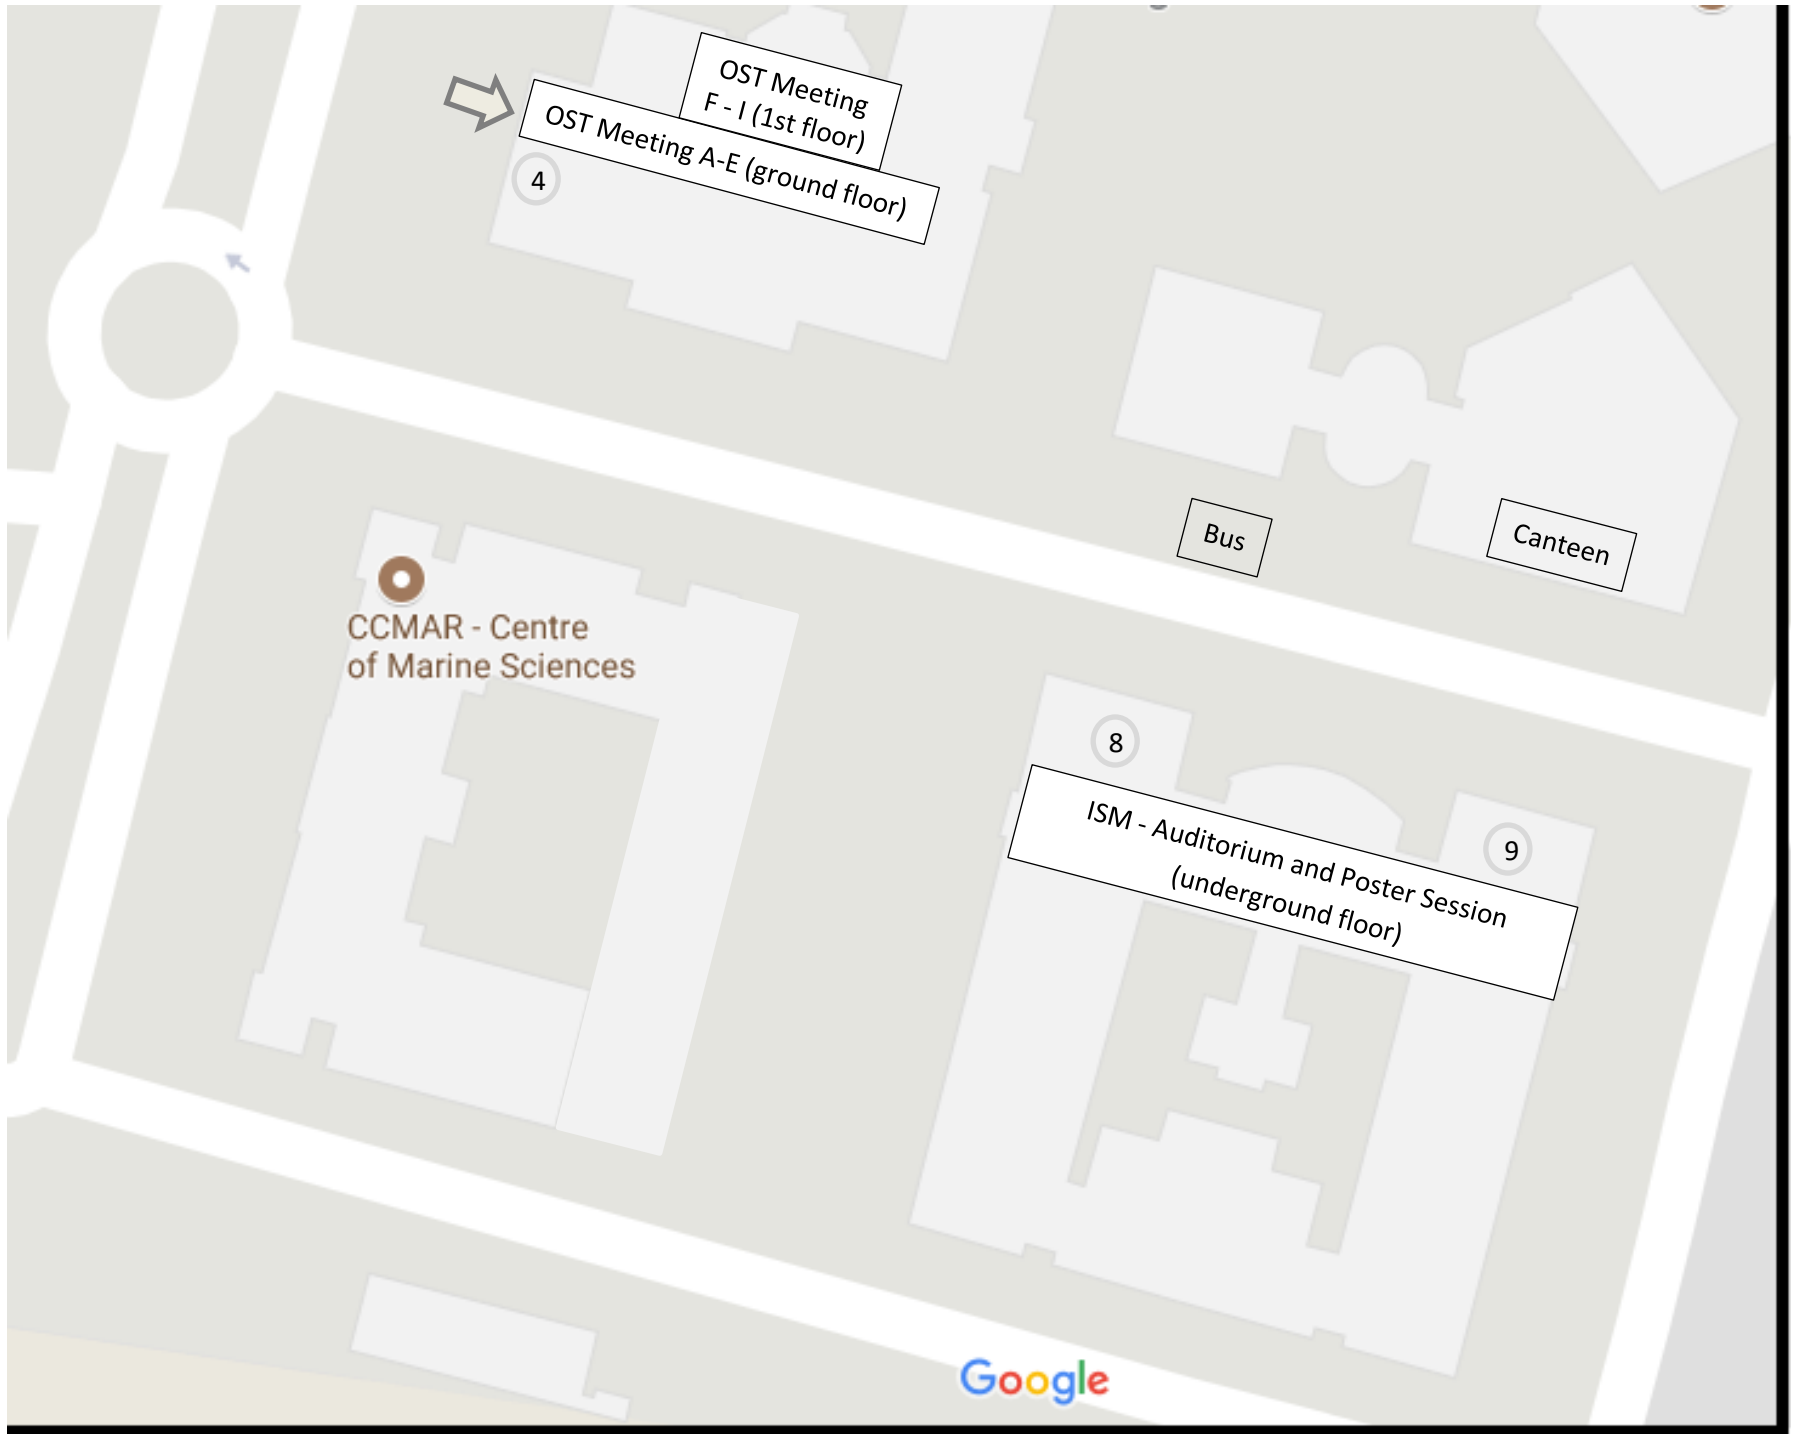 OST Meeting
F - I (1st floor)
OST Meeting A-E (ground floor)
4
Bus
Canteen
CCMAR - Centre
of Marine Sciences
8
9
ISM - Auditorium and Poster Session
(underground floor)
Google